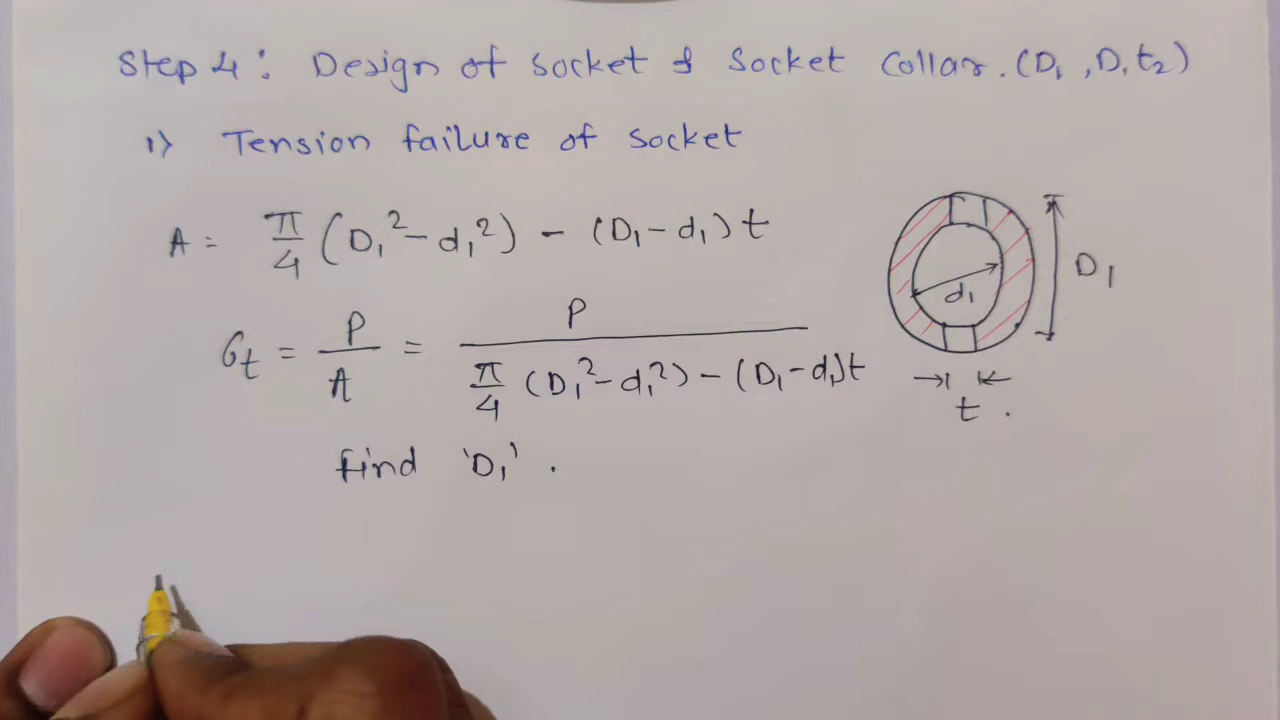 Step 4: Design of Socket & Socket Collar. (D₁, D, t₂)
1) Tension failure of socket
A = π/4 (D₁² - d₁²) - (D₁ - d₁) t
σt = P/A = P / (π/4 (D₁² - d₁²) - (D₁ - d₁)t)
find 'D₁'.
d₁
D₁
t.